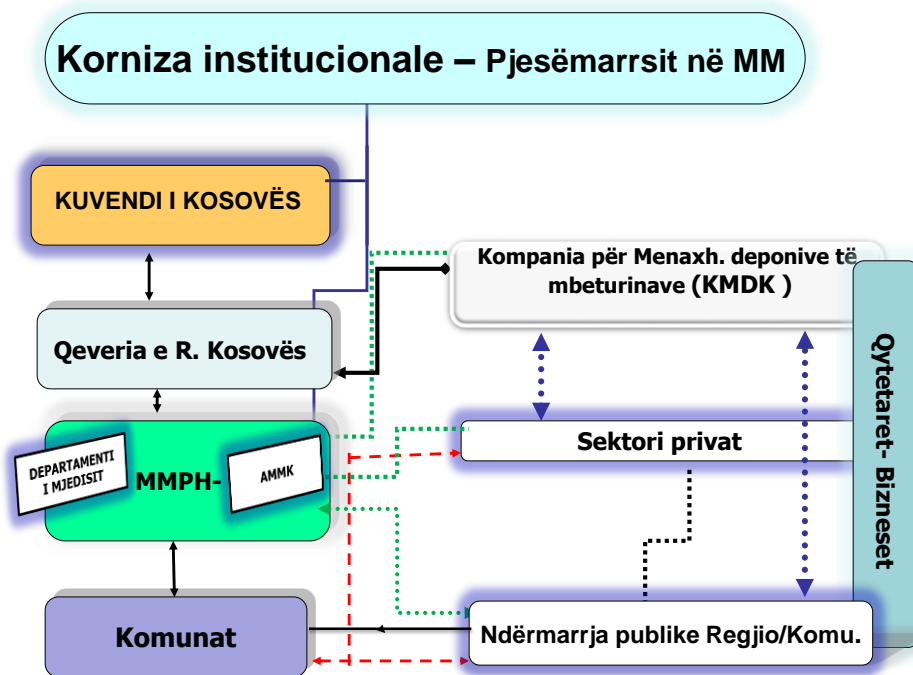 Korniza institucionale – Pjesëmarrsit në MM
KUVENDI I KOSOVËS
Kompania për Menaxh. deponive të
mbeturinave (KMDK )
Qeveria e R. Kosovës
Qytetaret- Bizneset
DEPARTAMENTI
I MJEDISIT
MMPH-
AMMK
Sektori privat
Komunat
Ndërmarrja publike Regjio/Komu.